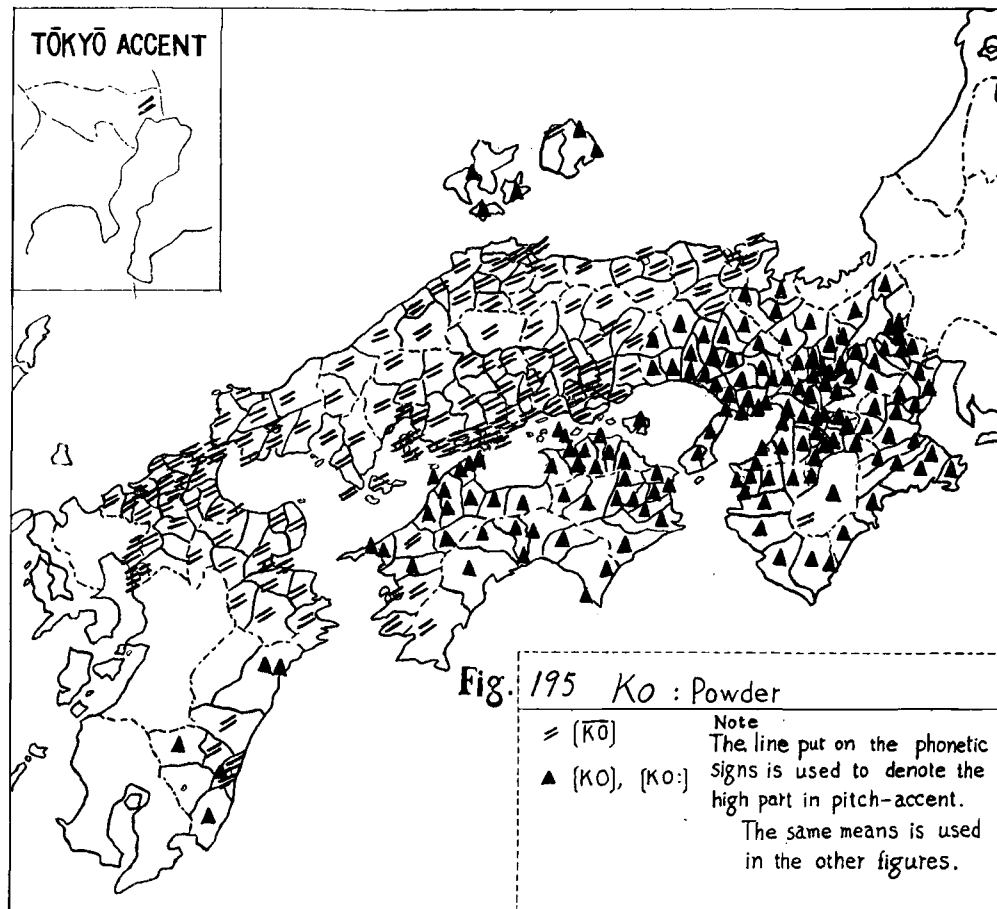 TŌKYŌ ACCENT
Fig. 195 Ko : Powder
〃 [K̅O̅]
▲ [KO], [KO:]
Note
The line put on the phonetic
signs is used to denote the
high part in pitch-accent.
The same means is used
in the other figures.